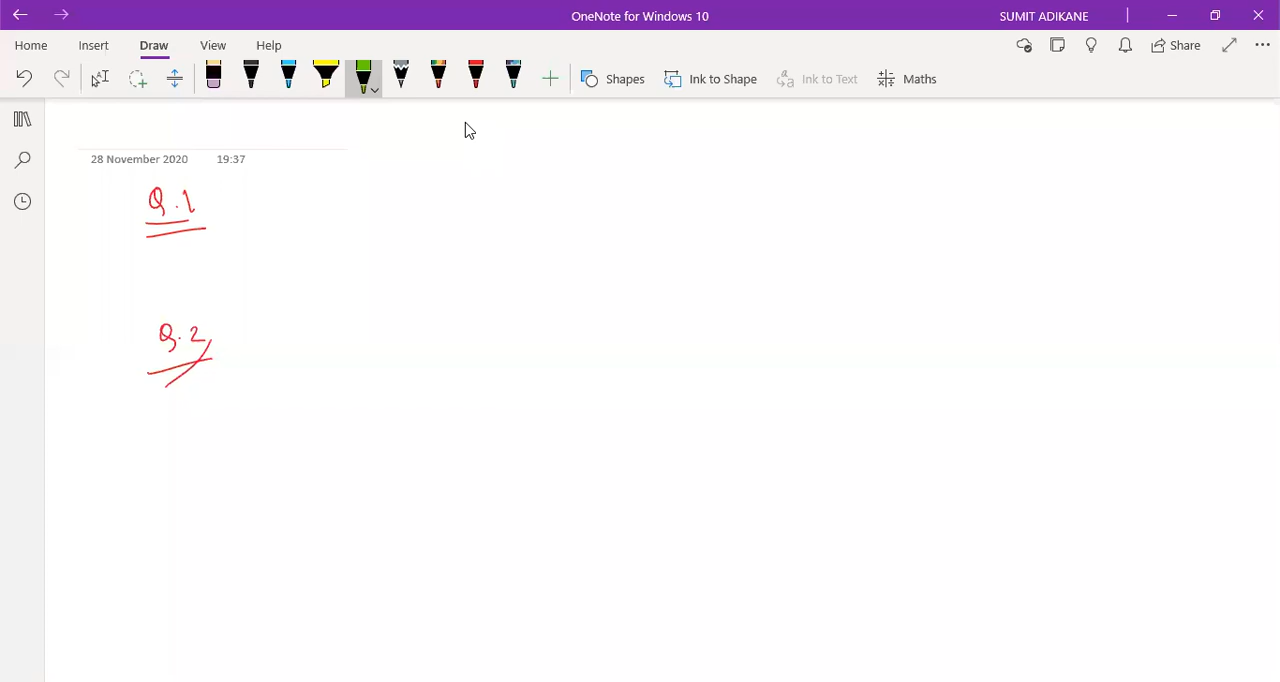 OneNote for Windows 10
SUMIT ADIKANE
Home Insert Draw View Help
Share
Shapes Ink to Shape Ink to Text Maths
28 November 2020 19:37
Q.1
Q.2